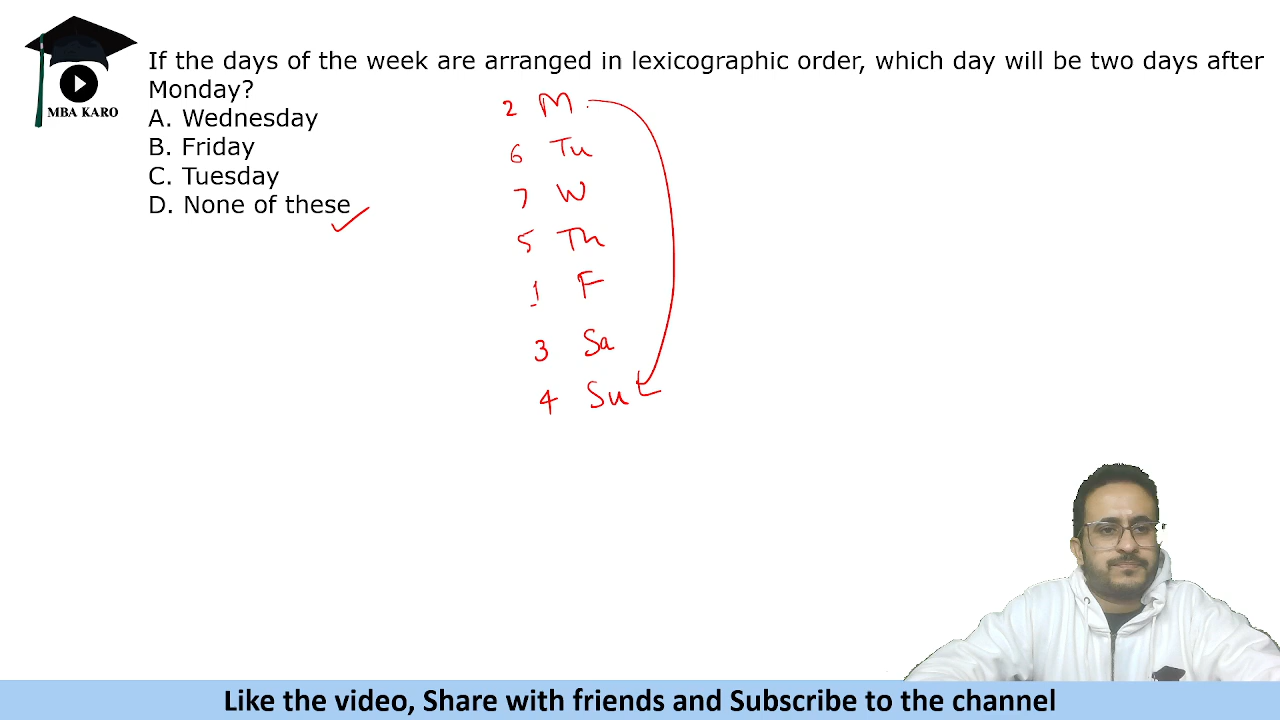 If the days of the week are arranged in lexicographic order, which day will be two days after
Monday?
MBA KARO
A. Wednesday
B. Friday
C. Tuesday
D. None of these
2 M
6 Tu
7 W
5 Th
1 F
3 Sa
4 Su
Like the video, Share with friends and Subscribe to the channel